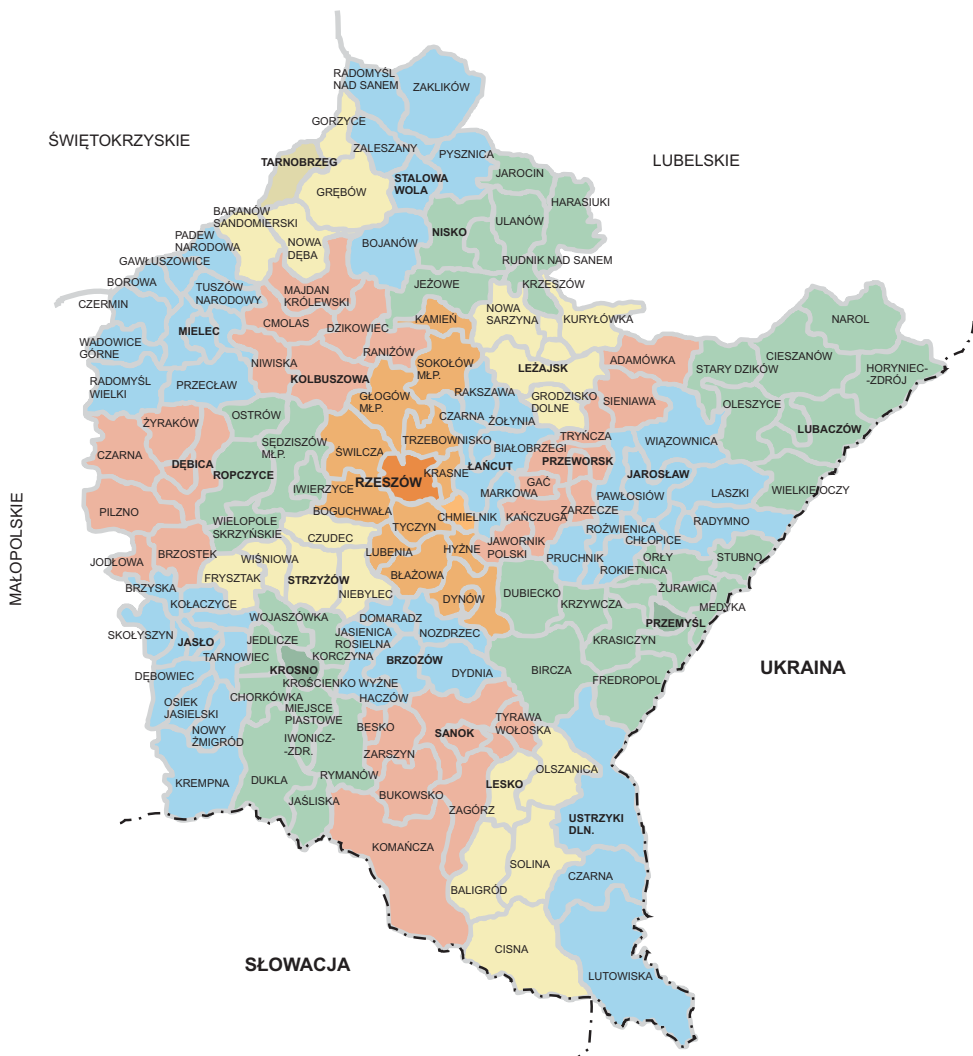 RADOMYŚL
NAD SANEM
ZAKLIKÓW
GORZYCE
ŚWIĘTOKRZYSKIE
ZALESZANY
PYSZNICA
TARNOBRZEG
LUBELSKIE
JAROCIN
STALOWA
WOLA
GRĘBÓW
HARASIUKI
BARANÓW
SANDOMIERSKI
ULANÓW
PADEW
NARODOWA
NISKO
NOWA
DĘBA
BOJANÓW
GAWŁUSZOWICE
RUDNIK NAD SANEM
BOROWA
TUSZÓW
NARODOWY
MAJDAN
KRÓLEWSKI
JEŻOWE
KRZESZÓW
CZERMIN
NOWA
SARZYNA
KURYŁÓWKA
KAMIEŃ
NAROL
CMOLAS
DZIKOWIEC
MIELEC
WADOWICE
GÓRNE
RANIŻÓW
SOKOŁÓW
MŁP.
ADAMÓWKA
CIESZANÓW
NIWISKA
LEŻAJSK
STARY DZIKÓW
HORYNIEC-
-ZDRÓJ
RADOMYŚL
WIELKI
PRZECŁAW
KOLBUSZOWA
GŁOGÓW
MŁP.
RAKSZAWA
GRODZISKO
DOLNE
SIENIAWA
OLESZYCE
LUBACZÓW
OSTRÓW
CZARNA
ŻOŁYNIA
ŻYRAKÓW
TRYŃCZA
WIĄZOWNICA
SĘDZISZÓW
MŁP.
TRZEBOWNISKO
BIAŁOBRZEGI
CZARNA
ŚWILCZA
DĘBICA
PRZEWORSK
ROPCZYCE
KRASNE
ŁAŃCUT
JAROSŁAW
RZESZÓW
GAĆ
IWIERZYCE
MARKOWA
PAWŁOSIÓW
LASZKI
WIELKIE OCZY
PILZNO
BOGUCHWAŁA
CHMIELNIK
KAŃCZUGA
ZARZECZE
WIELOPOLE
SKRZYŃSKIE
TYCZYN
ROŹWIENICA
RADYMNO
CHŁOPICE
CZUDEC
HYŻNE
JAWORNIK
POLSKI
BRZOSTEK
LUBENIA
PRUCHNIK
ORŁY
STUBNO
JODŁOWA
WIŚNIOWA
ROKIETNICA
FRYSZTAK
STRZYŻÓW
BŁAŻOWA
BRZYSKA
ŻURAWICA
NIEBYLEC
DYNÓW
DUBIECKO
KOŁACZYCE
KRZYWCZA
MEDYKA
WOJASZÓWKA
DOMARADZ
PRZEMYŚL
SKOŁYSZYN
JASIENICA
ROSIELNA
NOZDRZEC
JASŁO
JEDLICZE
KRASICZYN
TARNOWIEC
KORCZYNA
BRZOZÓW
KROSNO
DYDNIA
BIRCZA
UKRAINA
DĘBOWIEC
KROŚCIENKO WYŻNE
FREDROPOL
CHORKÓWKA
HACZÓW
OSIEK
JASIELSKI
MIEJSCE
PIASTOWE
TYRAWA
WOŁOSKA
BESKO
NOWY
ŻMIGRÓD
SANOK
IWONICZ-
-ZDR.
ZARSZYN
OLSZANICA
KREMPNA
DUKLA
RYMANÓW
LESKO
BUKOWSKO
JAŚLISKA
ZAGÓRZ
USTRZYKI
DLN.
KOMAŃCZA
SOLINA
CZARNA
BALIGRÓD
CISNA
SŁOWACJA
LUTOWISKA
MAŁOPOLSKIE